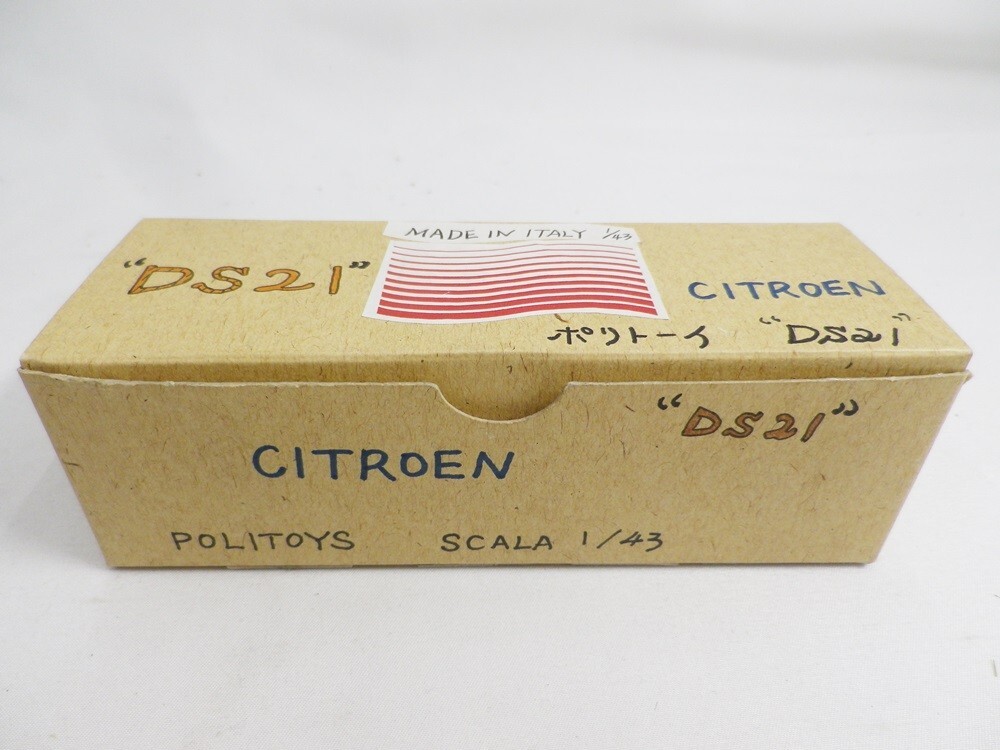 MADE IN ITALY 1/43
"DS21"
CITROEN
ポリトーイ "DS21"
"DS21"
CITROEN
POLITOYS SCALA 1/43